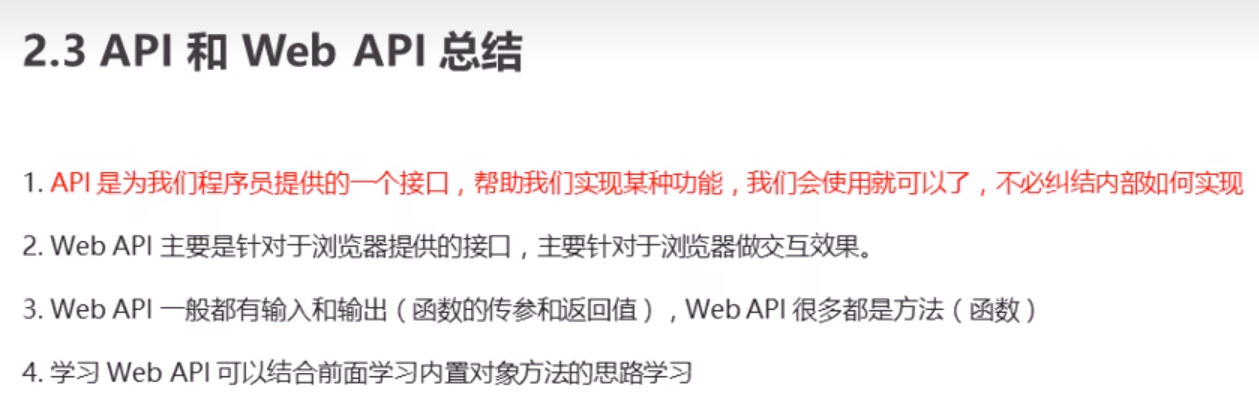 2.3 API 和 Web API 总结
1. API 是为我们程序员提供的一个接口，帮助我们实现某种功能，我们会使用就可以了，不必纠结内部如何实现
2. Web API 主要是针对于浏览器提供的接口，主要针对于浏览器做交互效果。
3. Web API 一般都有输入和输出（函数的传参和返回值），Web API 很多都是方法（函数）
4. 学习 Web API 可以结合前面学习内置对象方法的思路学习